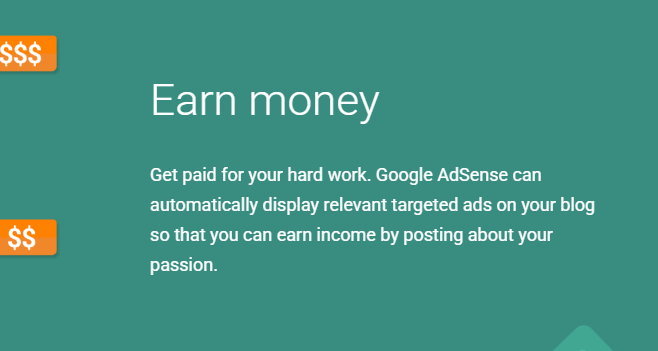 $$$
Earn money
Get paid for your hard work. Google AdSense can
automatically display relevant targeted ads on your blog
so that you can earn income by posting about your
passion.
$$